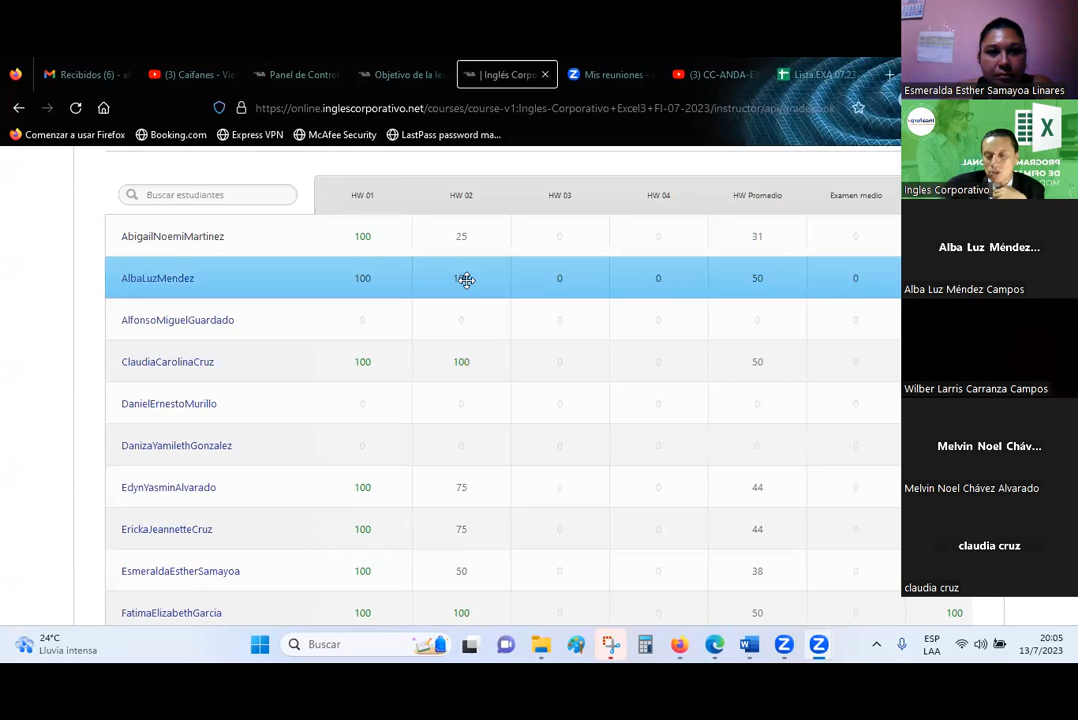 Recibidos (6) - al
(3) Caifanes - Vie
Panel de Control
Objetivo de la le
| Inglés Corpo
Mis reuniones -
(3) CC-ANDA-E
Lista.EXA.07.23
https://online.inglescorporativo.net/courses/course-v1:Ingles-Corporativo+Excel3+FI-07-2023/instructor/api/gradebook
Comenzar a usar Firefox
Booking.com
Express VPN
McAfee Security
LastPass password ma...
Buscar estudiantes
HW 01
HW 02
HW 03
HW 04
HW Promedio
Examen medio
AbigailNoemiMartinez 100 25 0 0 31 0
AlbaLuzMendez 100 0 0 50 0
AlfonsoMiguelGuardado 0 0 0 0 0 0
ClaudiaCarolinaCruz 100 100 0 0 50 0
DanielErnestoMurillo 0 0 0 0 0 0
DanizaYamilethGonzalez 0 0 0 0 0 0
EdynYasminAlvarado 100 75 0 0 44 0
ErickaJeannetteCruz 100 75 0 0 44 0
EsmeraldaEstherSamayoa 100 50 0 0 38 0
FatimaElizabethGarcia 100 100 0 0 50 0 100
Esmeralda Esther Samayoa Linares
Ingles Corporativo
Alba Luz Méndez...
Alba Luz Méndez Campos
Wilber Larris Carranza Campos
Melvin Noel Cháv...
Melvin Noel Chávez Alvarado
claudia cruz
claudia cruz
24°C
Lluvia intensa
Buscar
ESP
LAA
20:05
13/7/2023